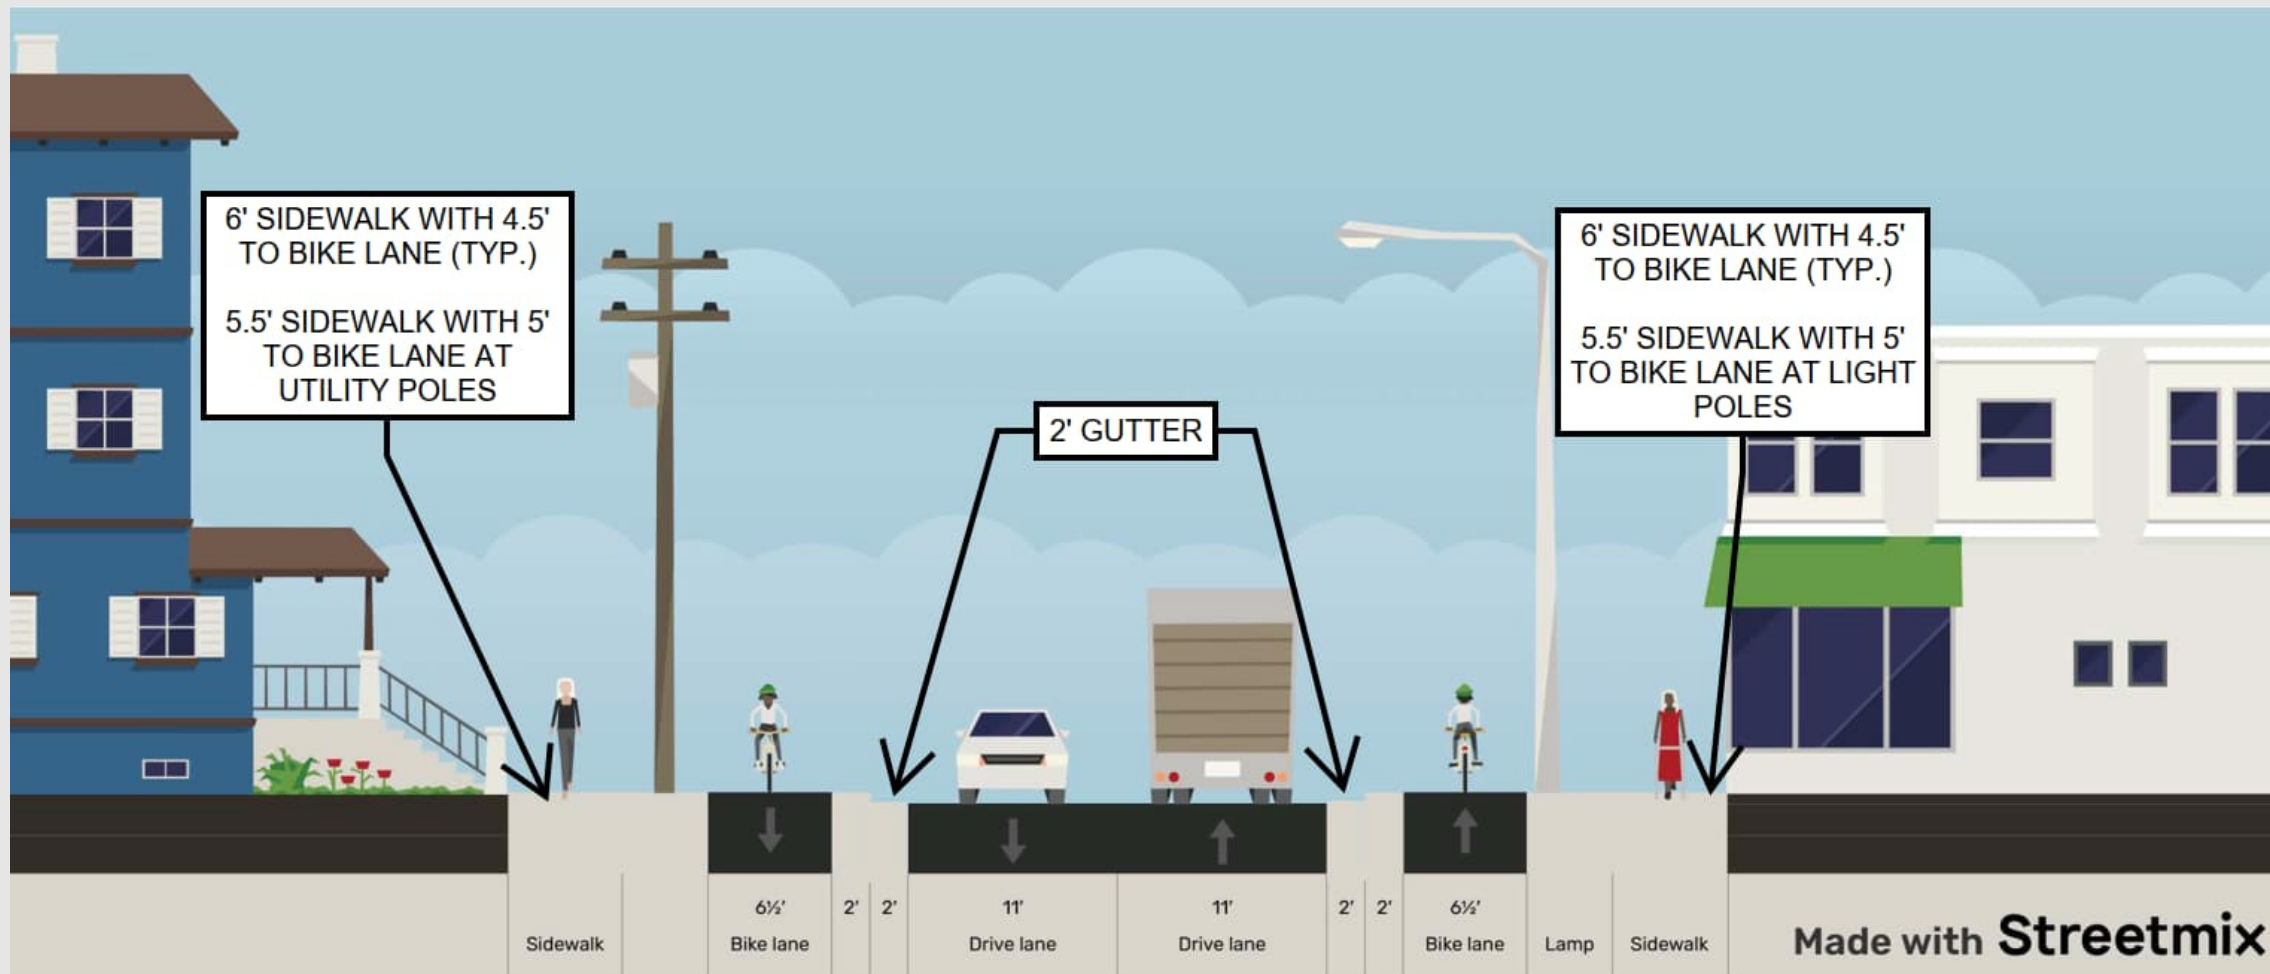 6' SIDEWALK WITH 4.5'
TO BIKE LANE (TYP.)
5.5' SIDEWALK WITH 5'
TO BIKE LANE AT
UTILITY POLES
2' GUTTER
6' SIDEWALK WITH 4.5'
TO BIKE LANE (TYP.)
5.5' SIDEWALK WITH 5'
TO BIKE LANE AT LIGHT
POLES
6½' 2' 2' 11' 11' 2' 2' 6½'
Sidewalk Bike lane Drive lane Drive lane Bike lane Lamp Sidewalk
Made with Streetmix